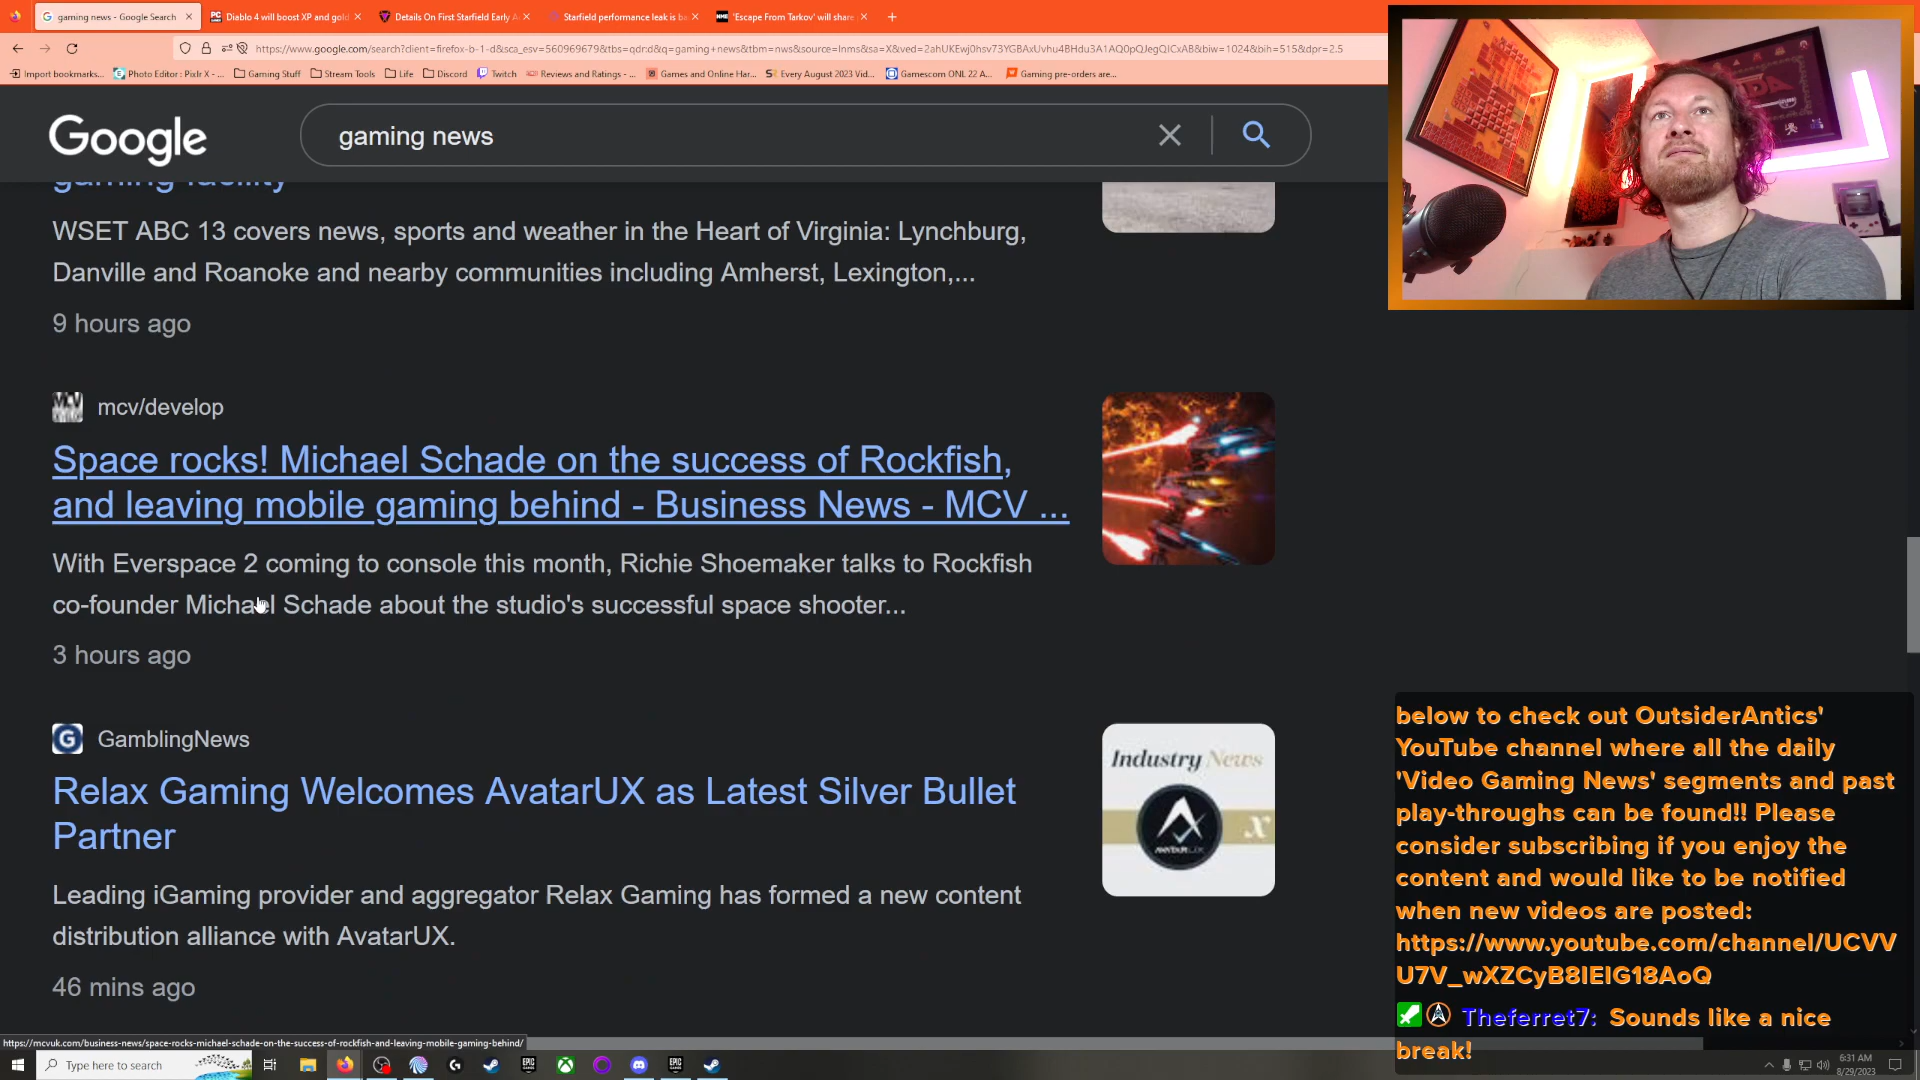 gaming news - Google Search
Diablo 4 will boost XP and gold
Details On First Starfield Early A
Starfield performance leak is ba
NME 'Escape From Tarkov' will share
https://www.google.com/search?client=firefox-b-1-d&sca_esv=560969679&tbs=qdr:d&q=gaming+news&tbm=nws&source=lnms&sa=X&ved=2ahUKEwj0hsv73YGBAxUvhu4BHdu3A1AQ0pQJegQICxAB&biw=1024&bih=515&dpr=2.5
Import bookmarks... Photo Editor : Pixlr X - ... Gaming Stuff Stream Tools Life Discord Twitch Reviews and Ratings - ... Games and Online Har... Every August 2023 Vid... Gamescom ONL 22 A... Gaming pre-orders are...
Google
gaming news
gaming facility
WSET ABC 13 covers news, sports and weather in the Heart of Virginia: Lynchburg,
Danville and Roanoke and nearby communities including Amherst, Lexington,...
9 hours ago
mcv/develop
Space rocks! Michael Schade on the success of Rockfish,
and leaving mobile gaming behind - Business News - MCV ...
With Everspace 2 coming to console this month, Richie Shoemaker talks to Rockfish
co-founder Michael Schade about the studio's successful space shooter...
3 hours ago
GamblingNews
Relax Gaming Welcomes AvatarUX as Latest Silver Bullet
Partner
Leading iGaming provider and aggregator Relax Gaming has formed a new content
distribution alliance with AvatarUX.
46 mins ago
Industry News
AVATARUX
below to check out OutsiderAntics'
YouTube channel where all the daily
'Video Gaming News' segments and past
play-throughs can be found!! Please
consider subscribing if you enjoy the
content and would like to be notified
when new videos are posted:
https://www.youtube.com/channel/UCVV
U7V_wXZCyB8IEIG18AoQ
Theferret7: Sounds like a nice
break!
https://mcvuk.com/business-news/space-rocks-michael-schade-on-the-success-of-rockfish-and-leaving-mobile-gaming-behind/
Type here to search
6:31 AM
8/29/2023